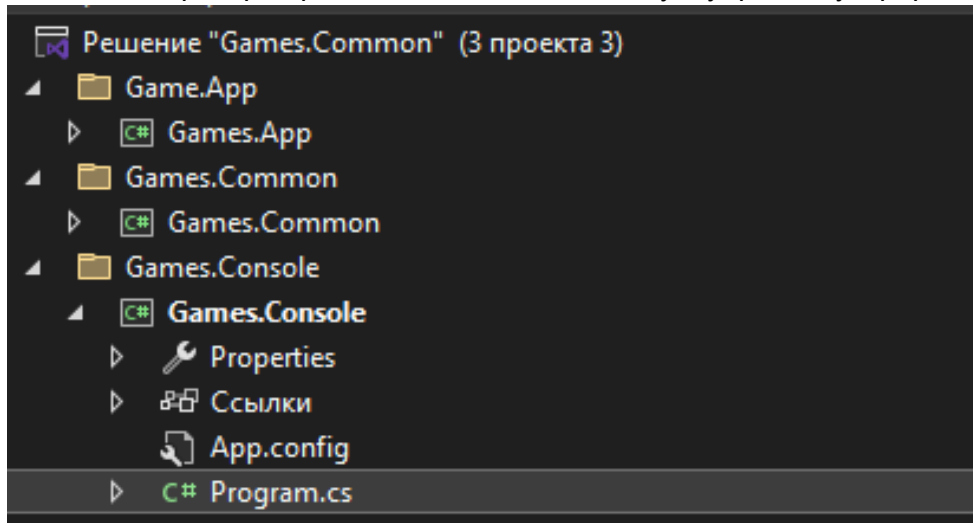 Решение "Games.Common" (3 проекта 3)
Game.App
C# Games.App
Games.Common
C# Games.Common
Games.Console
C# Games.Console
Properties
Ссылки
App.config
C# Program.cs